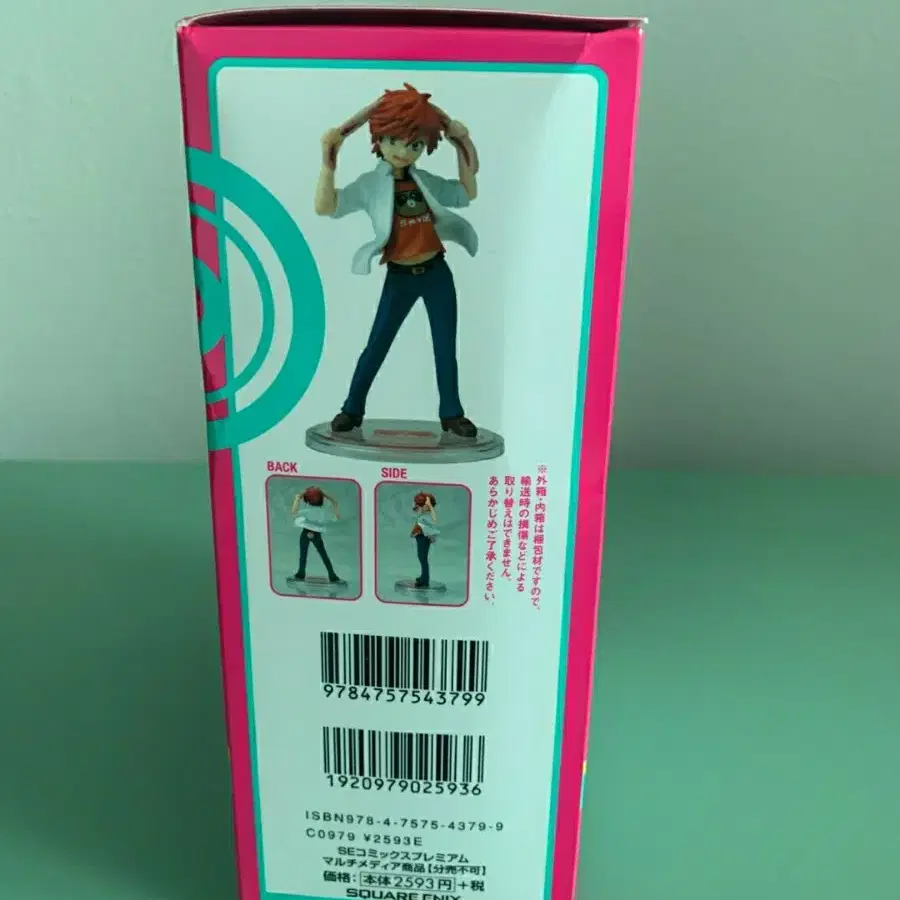 BACK
SIDE
※外箱・内箱は梱包材ですので、
輸送時の損傷などによる
取り替えはできません。
あらかじめご了承ください。
9784757543799
1920979025936
ISBN978-4-7575-4379-9
C0979 ¥2593E
SEコミックスプレミアム
マルチメディア商品【分売不可】
価格:本体2593円+税
SQUARE ENIX